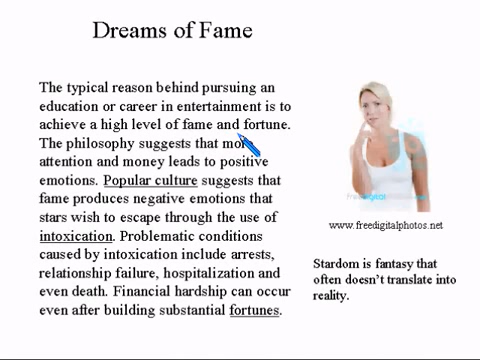 Dreams of Fame
The typical reason behind pursuing an
education or career in entertainment is to
achieve a high level of fame and fortune.
The philosophy suggests that more
attention and money leads to positive
emotions. Popular culture suggests that
fame produces negative emotions that
stars wish to escape through the use of
intoxication. Problematic conditions
caused by intoxication include arrests,
relationship failure, hospitalization and
even death. Financial hardship can occur
even after building substantial fortunes.
www.freedigitalphotos.net
Stardom is fantasy that
often doesn't translate into
reality.